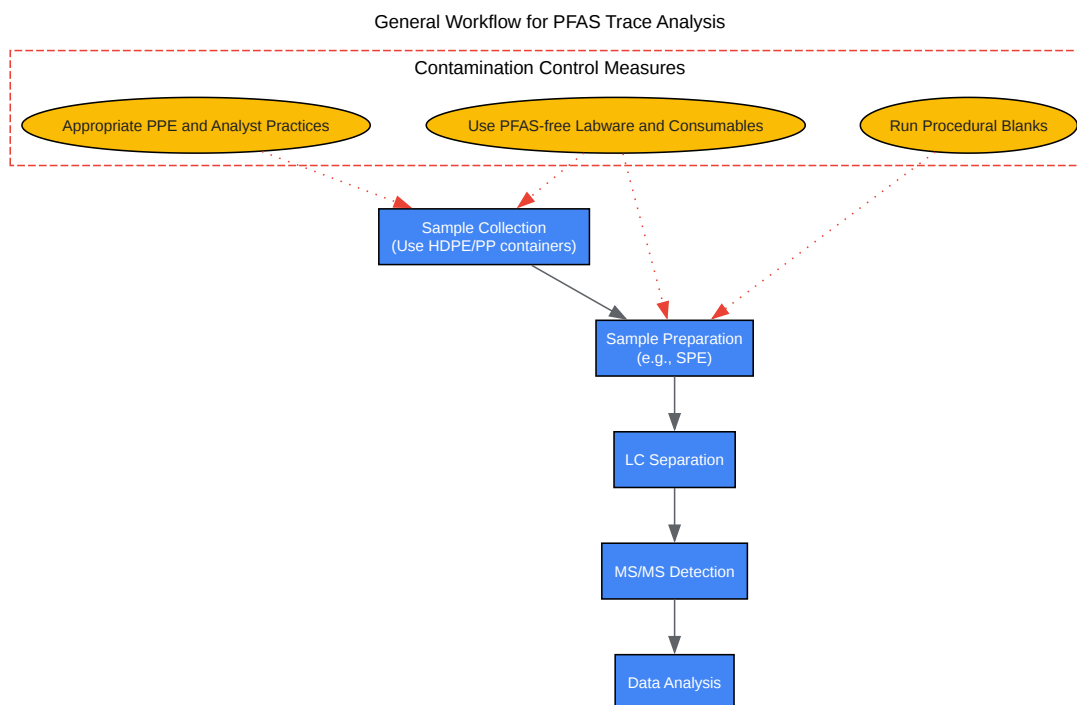 General Workflow for PFAS Trace Analysis
Contamination Control Measures
Appropriate PPE and Analyst Practices
Use PFAS-free Labware and Consumables
Run Procedural Blanks
Sample Collection
(Use HDPE/PP containers)
Sample Preparation
(e.g., SPE)
LC Separation
MS/MS Detection
Data Analysis